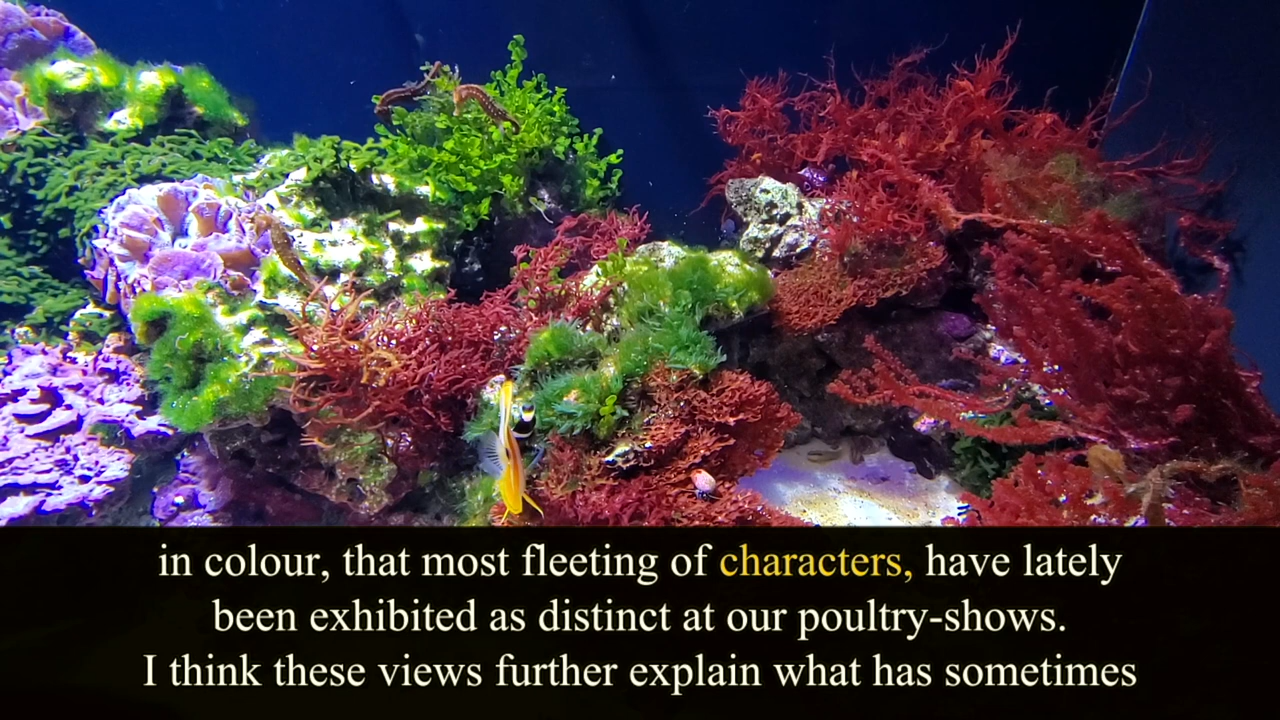 in colour, that most fleeting of characters, have lately
been exhibited as distinct at our poultry-shows.
I think these views further explain what has sometimes